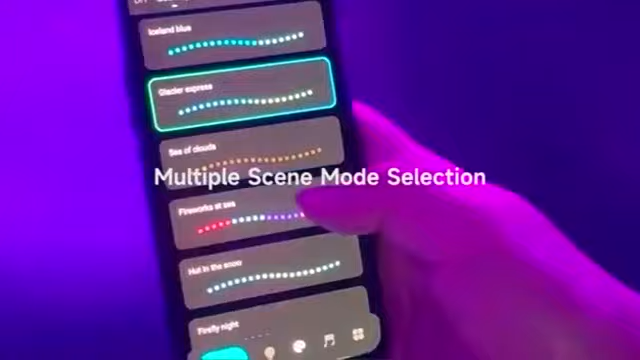 Iceland blue
Glacier express
Sea of clouds
Multiple Scene Mode Selection
Fireworks at sea
Hut in the snow
Firefly night